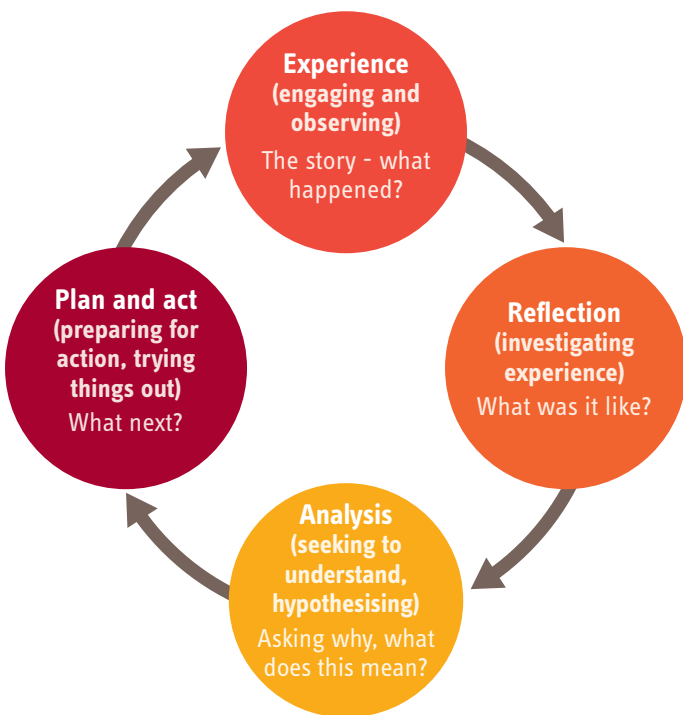 Experience
(engaging and
observing)
The story - what
happened?
Reflection
(investigating
experience)
What was it like?
Analysis
(seeking to
understand,
hypothesising)
Asking why, what
does this mean?
Plan and act
(preparing for
action, trying
things out)
What next?